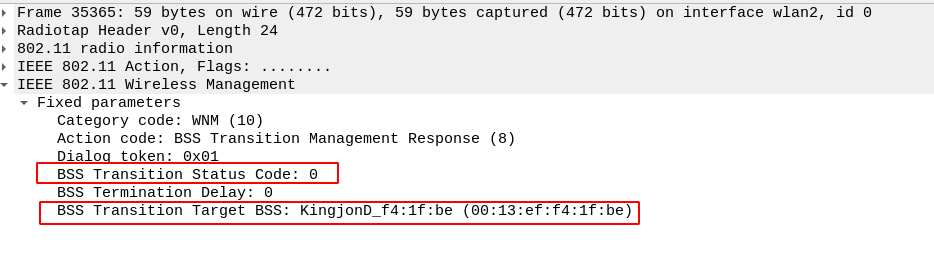 Frame 35365: 59 bytes on wire (472 bits), 59 bytes captured (472 bits) on interface wlan2, id 0
Radiotap Header v0, Length 24
802.11 radio information
IEEE 802.11 Action, Flags: ........
IEEE 802.11 Wireless Management
Fixed parameters
Category code: WNM (10)
Action code: BSS Transition Management Response (8)
Dialog token: 0x01
BSS Transition Status Code: 0
BSS Termination Delay: 0
BSS Transition Target BSS: KingjonD_f4:1f:be (00:13:ef:f4:1f:be)